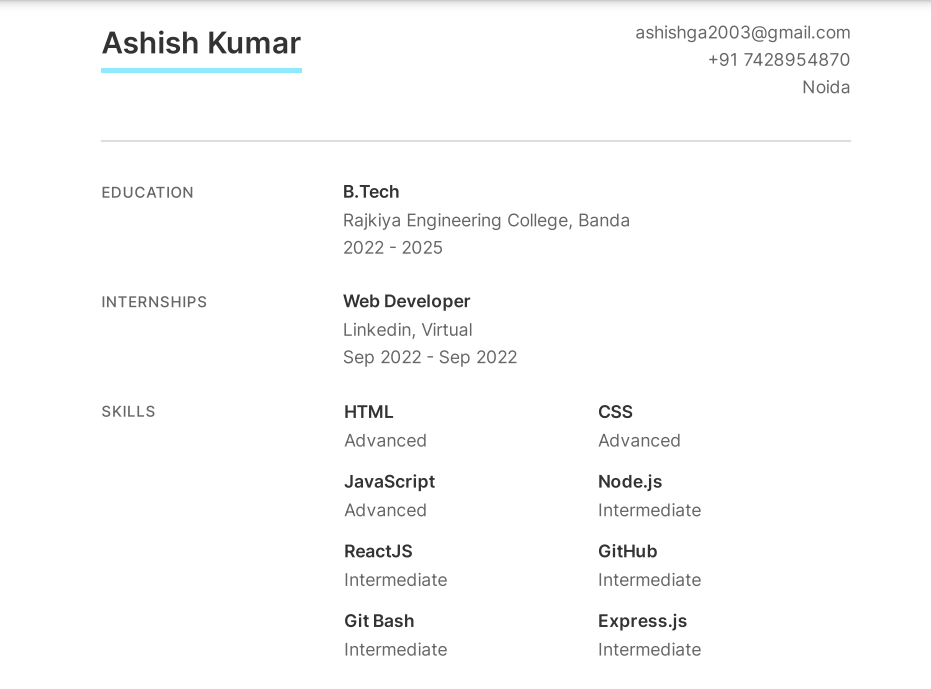 Ashish Kumar
ashishga2003@gmail.com
+91 7428954870
Noida
EDUCATION
B.Tech
Rajkiya Engineering College, Banda
2022 - 2025
INTERNSHIPS
Web Developer
Linkedin, Virtual
Sep 2022 - Sep 2022
SKILLS
HTML CSS
Advanced Advanced
JavaScript Node.js
Advanced Intermediate
ReactJS GitHub
Intermediate Intermediate
Git Bash Express.js
Intermediate Intermediate